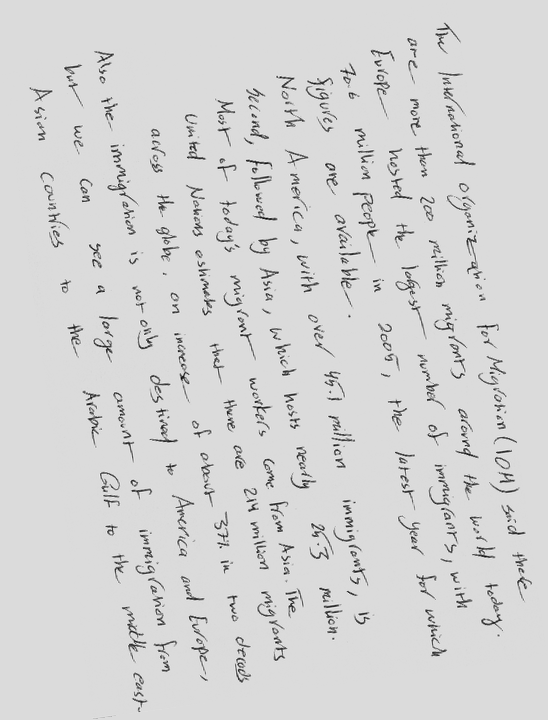 The International organization for Migration (IOM) said there
are more than 200 million migrants around the world today.
Europe hosted the largest number of immigrants, with
70.6 million people in 2005, the latest year for which
figures are available.
North America, with over 45.1 million immigrants, is
second, followed by Asia, which hosts nearly 25.3 million.
Most of today's migrant workers come from Asia. The
United Nations estimates that there are 214 million migrants
across the globe, an increase of about 37% in two decads
Also the immigration is not only destined to America and Europe,
but we can see a large amount of immigration from
Asian countries to the Arabic Gulf to the middle east.